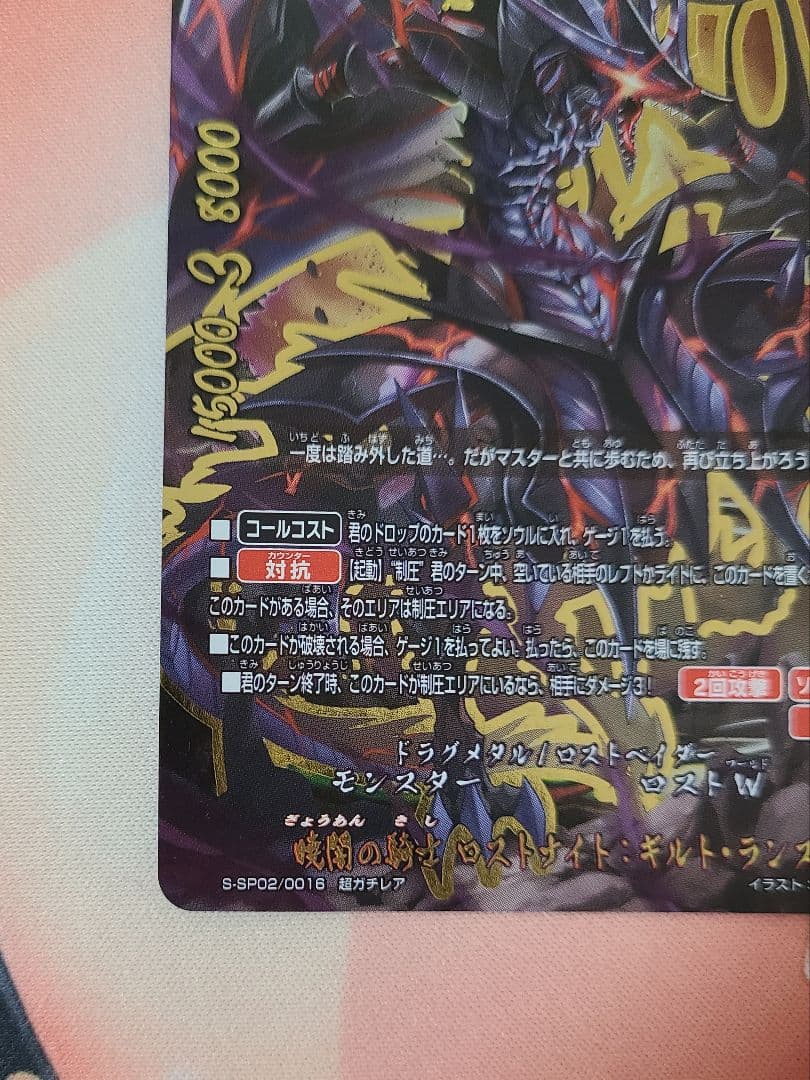 8000
3
15000
一度は踏み外した道…。だがマスターと共に歩むため、再び立ち上がろう
■ コールコスト 君のドロップのカード1枚をソウルに入れ、ゲージ1を払う。
■ 対抗 【起動】“制圧” 君のターン中、空いている相手のレフトかライトに、このカードを置く
このカードがある場合、そのエリアは制圧エリアになる。
■このカードが破壊される場合、ゲージ1を払ってよい。払ったら、このカードを場に残す。
■君のターン終了時、このカードが制圧エリアにいるなら、相手にダメージ3！
2回攻撃 ソ
ドラグメタル/ロストベイダー
モンスター ロストW
暁闇の騎士 ロストナイト:ギルト・ランス
S-SP02/0016 超ガチレア イラスト: